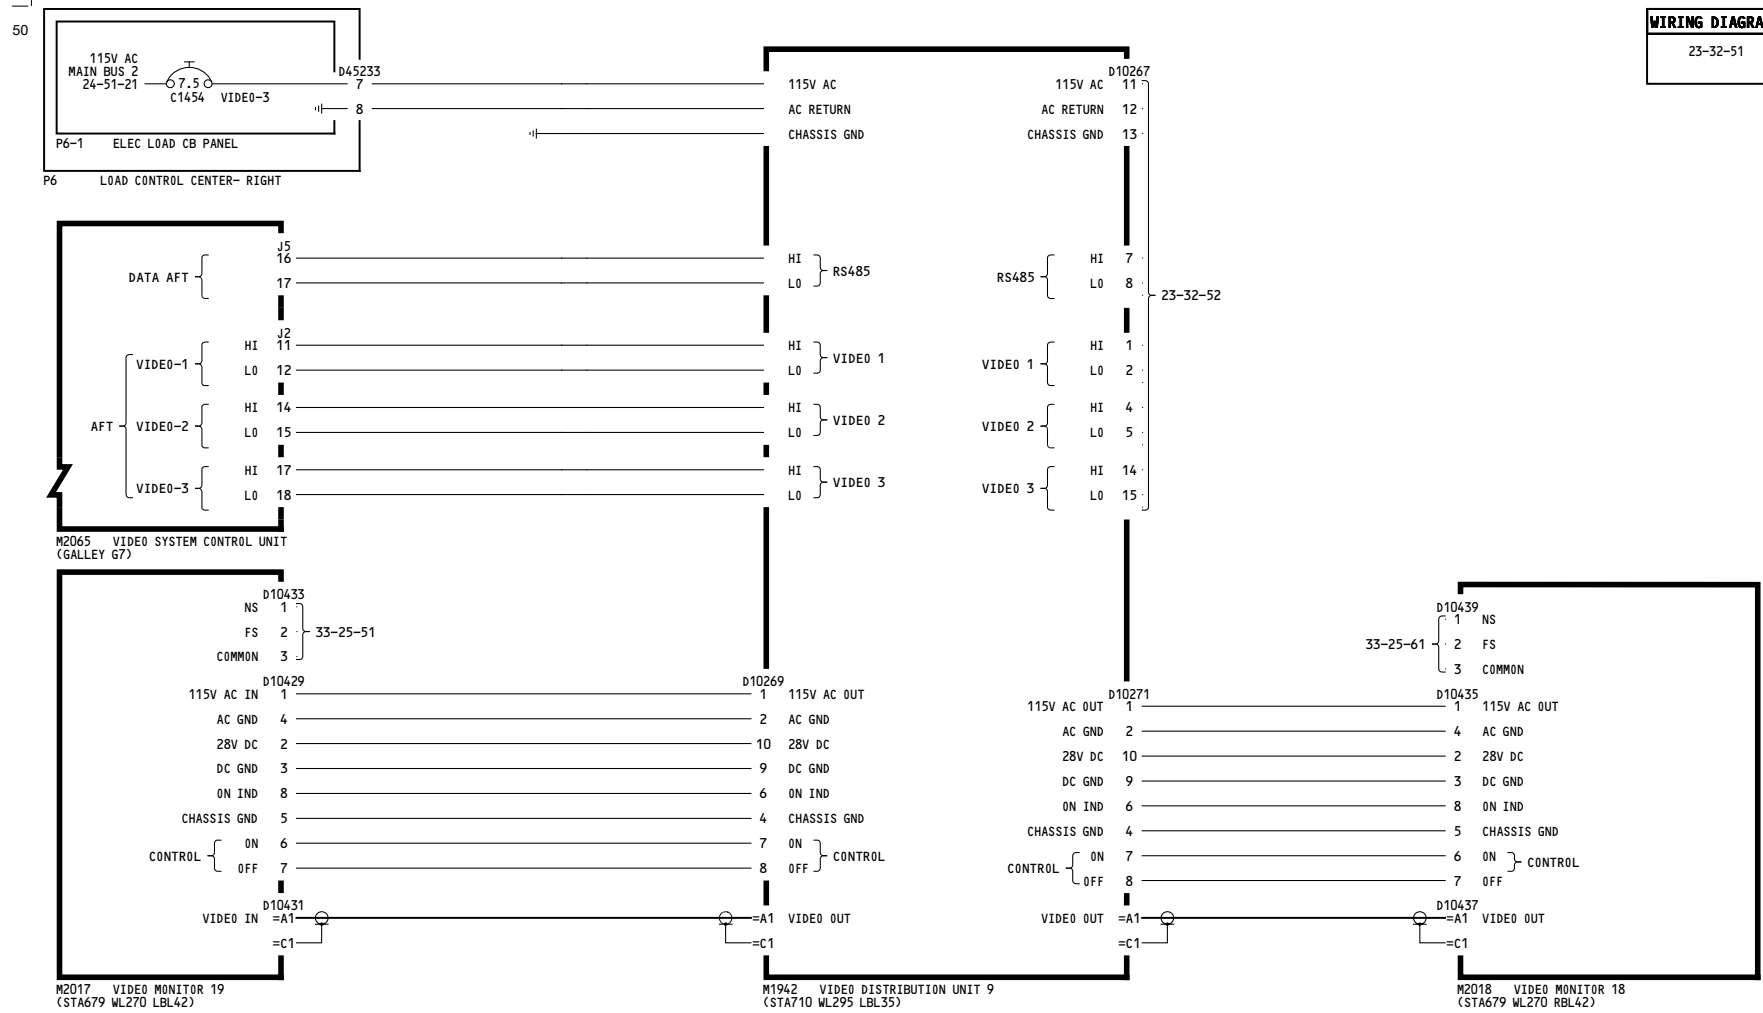 50
WIRING DIAGRA
23-32-51
115V AC
MAIN BUS 2
24-51-21
7.5
C1454
VIDEO-3
D45233
7
8
P6-1 ELEC LOAD CB PANEL
P6 LOAD CONTROL CENTER- RIGHT
115V AC
AC RETURN
CHASSIS GND
D10267
115V AC 11
AC RETURN 12
CHASSIS GND 13
J5
DATA AFT
16
17
HI
LO
RS485
RS485
HI 7
LO 8
23-32-52
J2
AFT
VIDEO-1
HI 11
LO 12
HI
LO
VIDEO 1
VIDEO 1
HI 1
LO 2
VIDEO-2
HI 14
LO 15
HI
LO
VIDEO 2
VIDEO 2
HI 4
LO 5
VIDEO-3
HI 17
LO 18
HI
LO
VIDEO 3
VIDEO 3
HI 14
LO 15
M2065 VIDEO SYSTEM CONTROL UNIT
(GALLEY G7)
D10433
NS 1
FS 2
COMMON 3
33-25-51
D10439
1 NS
2 FS
3 COMMON
33-25-61
D10429
115V AC IN 1
AC GND 4
28V DC 2
DC GND 3
ON IND 8
CHASSIS GND 5
CONTROL
ON 6
OFF 7
D10431
VIDEO IN =A1
=C1
D10269
1 115V AC OUT
2 AC GND
10 28V DC
9 DC GND
6 ON IND
4 CHASSIS GND
7 ON
8 OFF
CONTROL
=A1 VIDEO OUT
=C1
D10271
115V AC OUT 1
AC GND 2
28V DC 10
DC GND 9
ON IND 6
CHASSIS GND 4
CONTROL
ON 7
OFF 8
VIDEO OUT =A1
=C1
D10435
1 115V AC OUT
4 AC GND
2 28V DC
3 DC GND
8 ON IND
5 CHASSIS GND
6 ON
7 OFF
CONTROL
D10437
=A1 VIDEO OUT
=C1
M2017 VIDEO MONITOR 19
(STA679 WL270 LBL42)
M1942 VIDEO DISTRIBUTION UNIT 9
(STA710 WL295 LBL35)
M2018 VIDEO MONITOR 18
(STA679 WL270 RBL42)